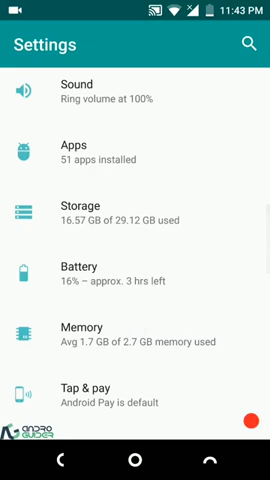 11:43 PM
Settings
Sound
Ring volume at 100%
Apps
51 apps installed
Storage
16.57 GB of 29.12 GB used
Battery
16% – approx. 3 hrs left
Memory
Avg 1.7 GB of 2.7 GB memory used
Tap & pay
Android Pay is default
ANDRO
GUIDER